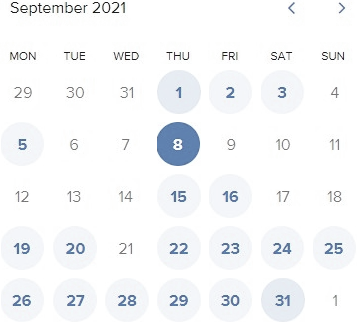 September 2021
MON TUE WED THU FRI SAT SUN
29 30 31 1 2 3 4
5 6 7 8 9 10 11
12 13 14 15 16 17 18
19 20 21 22 23 24 25
26 27 28 29 30 31 1